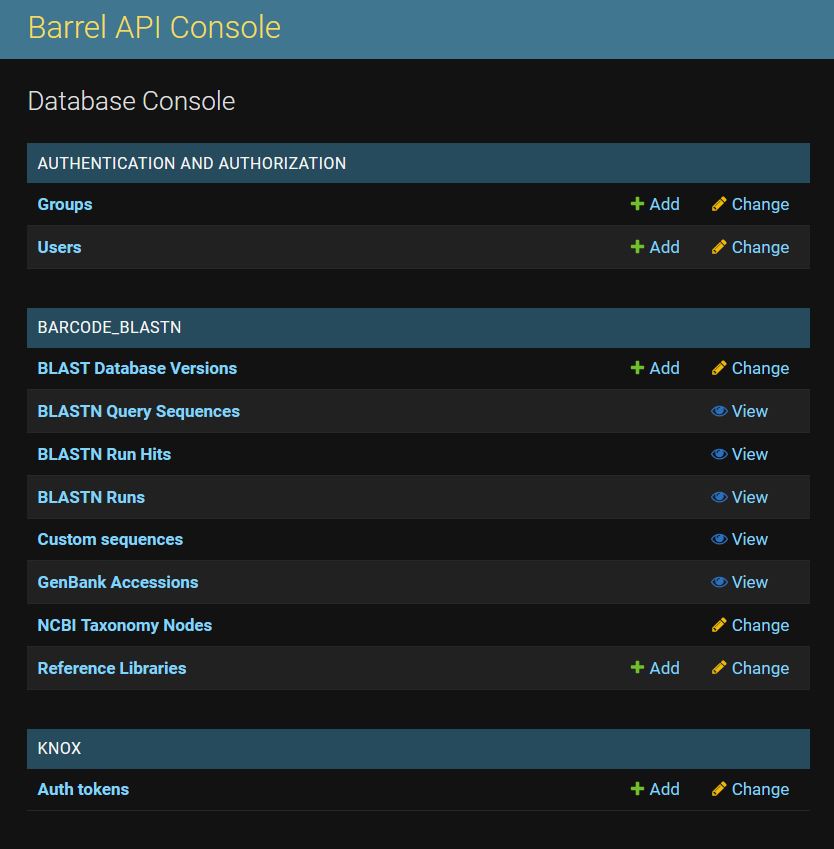 Barrel API Console
Database Console
AUTHENTICATION AND AUTHORIZATION
Groups Add Change
Users Add Change
BARCODE_BLASTN
BLAST Database Versions Add Change
BLASTN Query Sequences View
BLASTN Run Hits View
BLASTN Runs View
Custom sequences View
GenBank Accessions View
NCBI Taxonomy Nodes Change
Reference Libraries Add Change
KNOX
Auth tokens Add Change